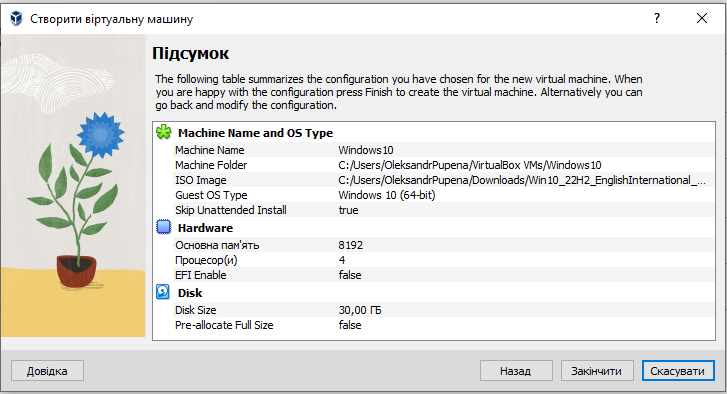 Створити віртуальну машину
Підсумок
The following table summarizes the configuration you have chosen for the new virtual machine. When
you are happy with the configuration press Finish to create the virtual machine. Alternatively you can
go back and modify the configuration.
Machine Name and OS Type
Machine Name Windows10
Machine Folder C:/Users/OleksandrPupena/VirtualBox VMs/Windows10
ISO Image C:/Users/OleksandrPupena/Downloads/Win10_22H2_EnglishInternational_...
Guest OS Type Windows 10 (64-bit)
Skip Unattended Install true
Hardware
Основна пам'ять 8192
Процесор(и) 4
EFI Enable false
Disk
Disk Size 30,00 ГБ
Pre-allocate Full Size false
Довідка Назад Закінчити Скасувати